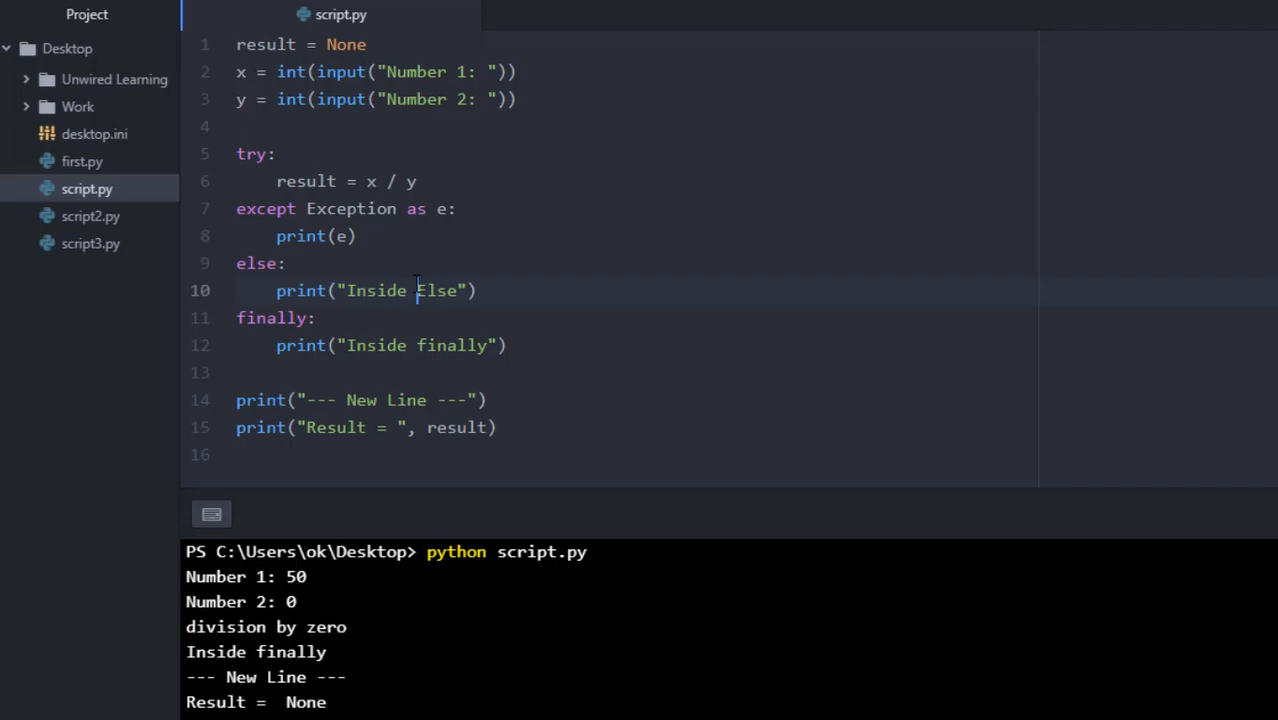 Project
script.py
Desktop
Unwired Learning
Work
desktop.ini
first.py
script.py
script2.py
script3.py
1 result = None
2 x = int(input("Number 1: "))
3 y = int(input("Number 2: "))
4
5 try:
6 result = x / y
7 except Exception as e:
8 print(e)
9 else:
10 print("Inside Else")
11 finally:
12 print("Inside finally")
13
14 print("--- New Line ---")
15 print("Result = ", result)
16
PS C:\Users\ok\Desktop> python script.py
Number 1: 50
Number 2: 0
division by zero
Inside finally
--- New Line ---
Result =  None